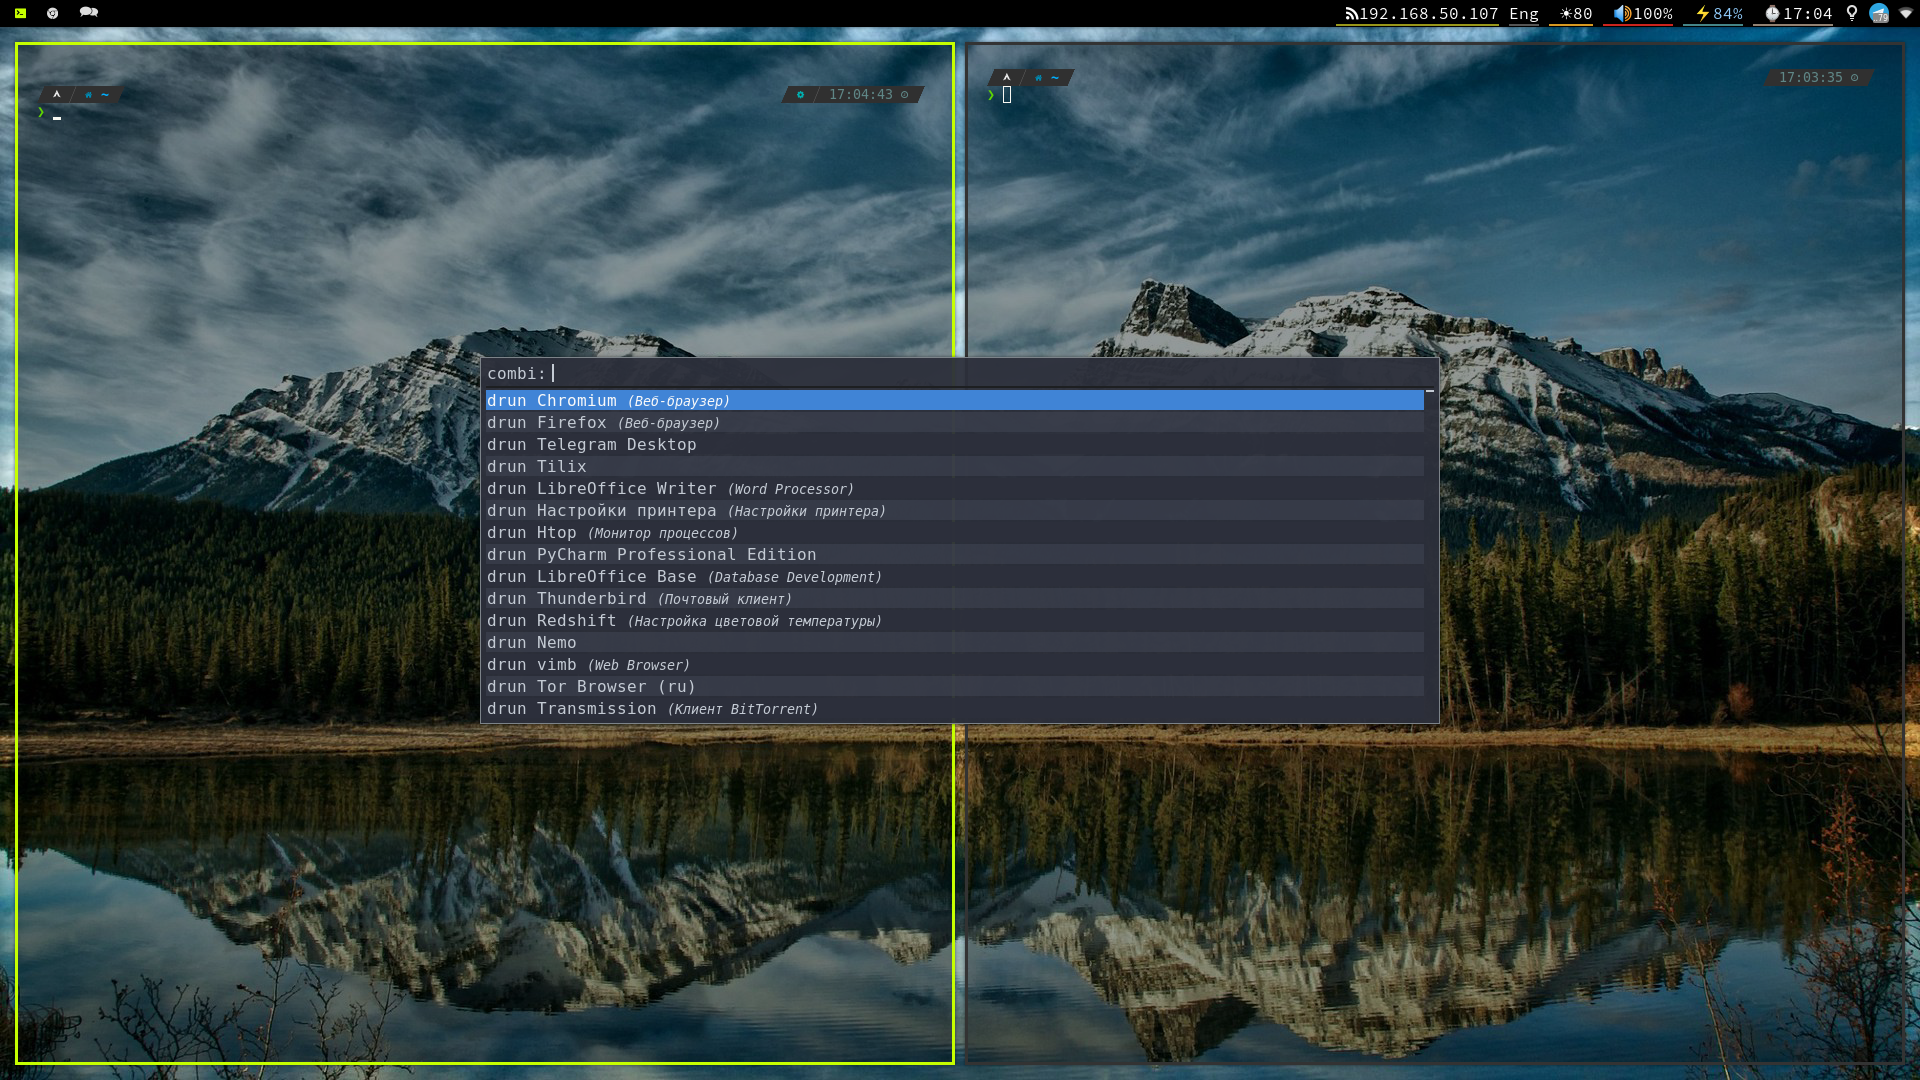 192.168.50.107 Eng ☀80 100% ⚡84% 17:04 79
~ 17:04:43
❯
~ 17:03:35
❯
combi:
drun Chromium (Веб-браузер)
drun Firefox (Веб-браузер)
drun Telegram Desktop
drun Tilix
drun LibreOffice Writer (Word Processor)
drun Настройки принтера (Настройки принтера)
drun Htop (Монитор процессов)
drun PyCharm Professional Edition
drun LibreOffice Base (Database Development)
drun Thunderbird (Почтовый клиент)
drun Redshift (Настройка цветовой температуры)
drun Nemo
drun vimb (Web Browser)
drun Tor Browser (ru)
drun Transmission (Клиент BitTorrent)